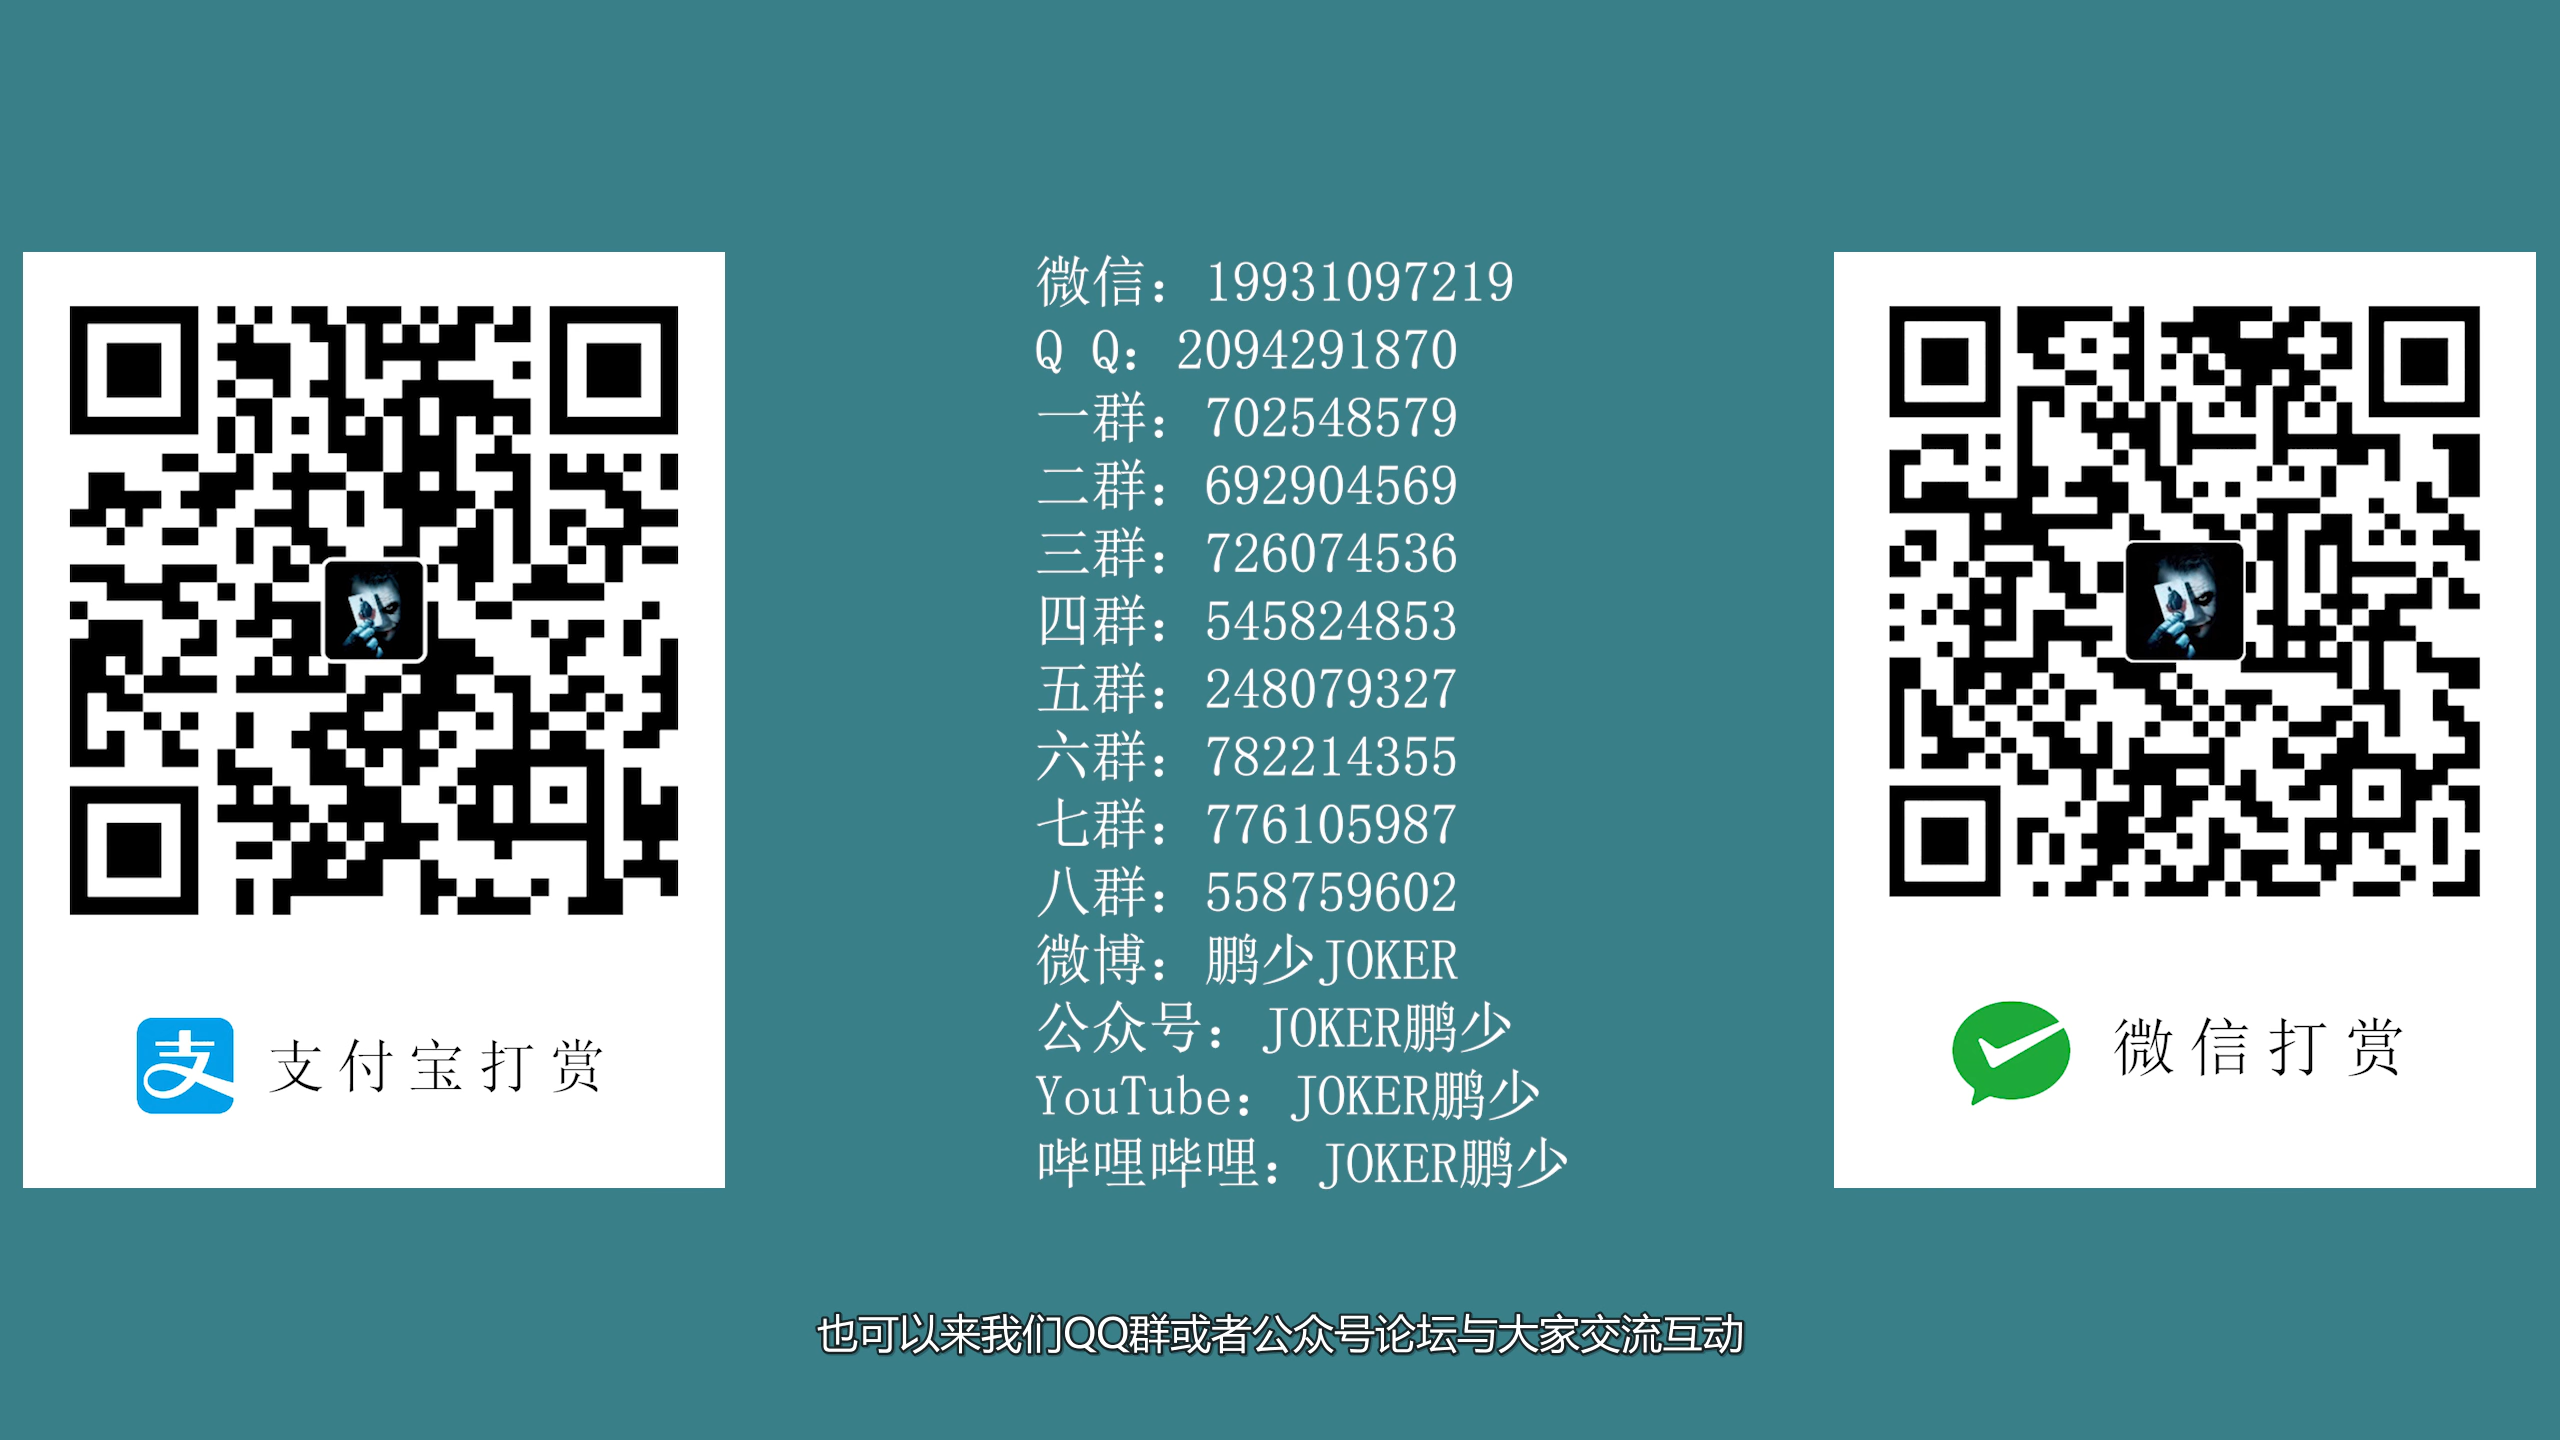 微信：19931097219
Q Q：2094291870
一群：702548579
二群：692904569
三群：726074536
四群：545824853
五群：248079327
六群：782214355
七群：776105987
八群：558759602
微博：鹏少JOKER
公众号：JOKER鹏少
YouTube：JOKER鹏少
哔哩哔哩：JOKER鹏少
支 支付宝打赏
微信打赏
也可以来我们QQ群或者公众号论坛与大家交流互动